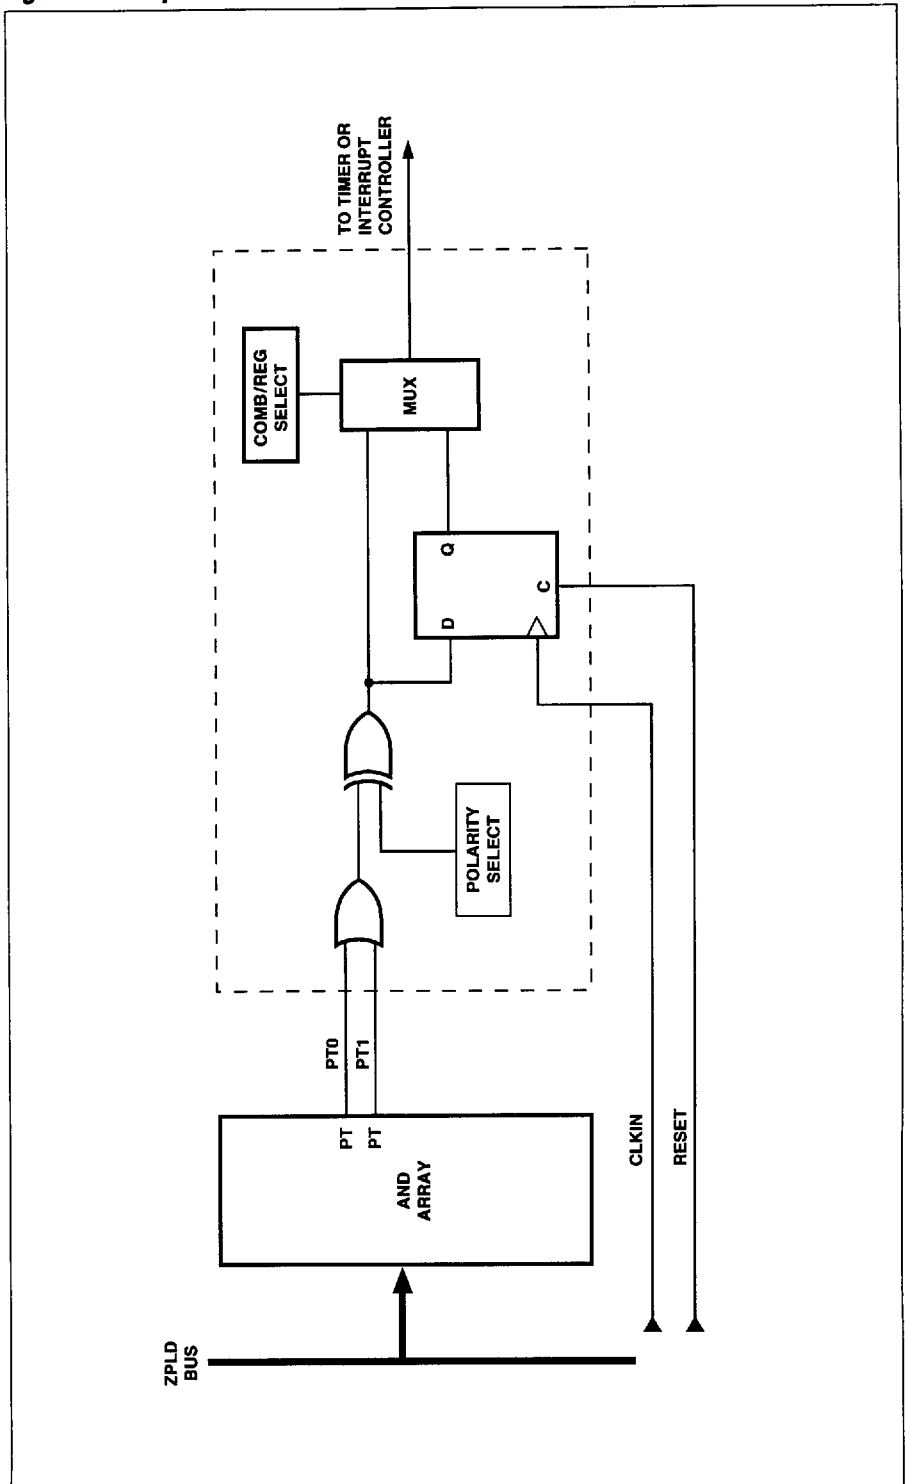 TO TIMER OR
INTERRUPT
CONTROLLER
COMB/REG
SELECT
MUX
Q
D
C
POLARITY
SELECT
PT0
PT1
PT
PT
AND
ARRAY
CLKIN
RESET
ZPLD
BUS